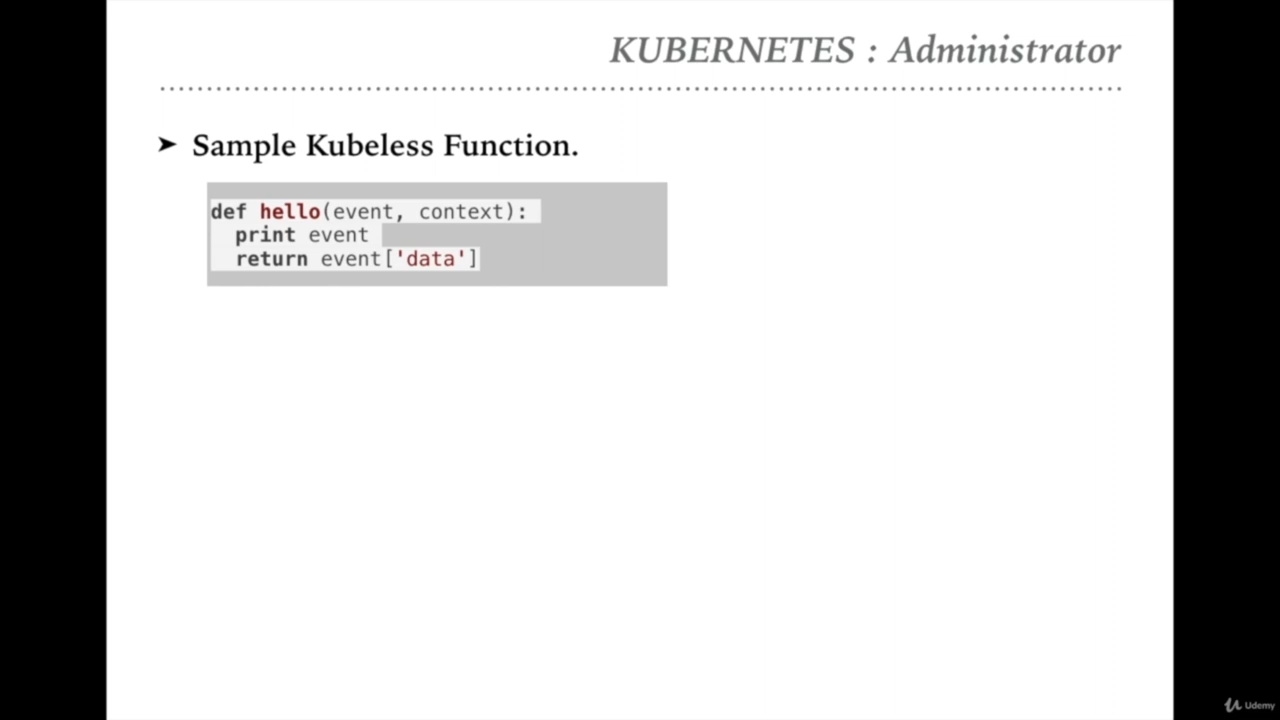 KUBERNETES : Administrator
➤ Sample Kubeless Function.
def hello(event, context):
  print event
  return event['data']
Udemy